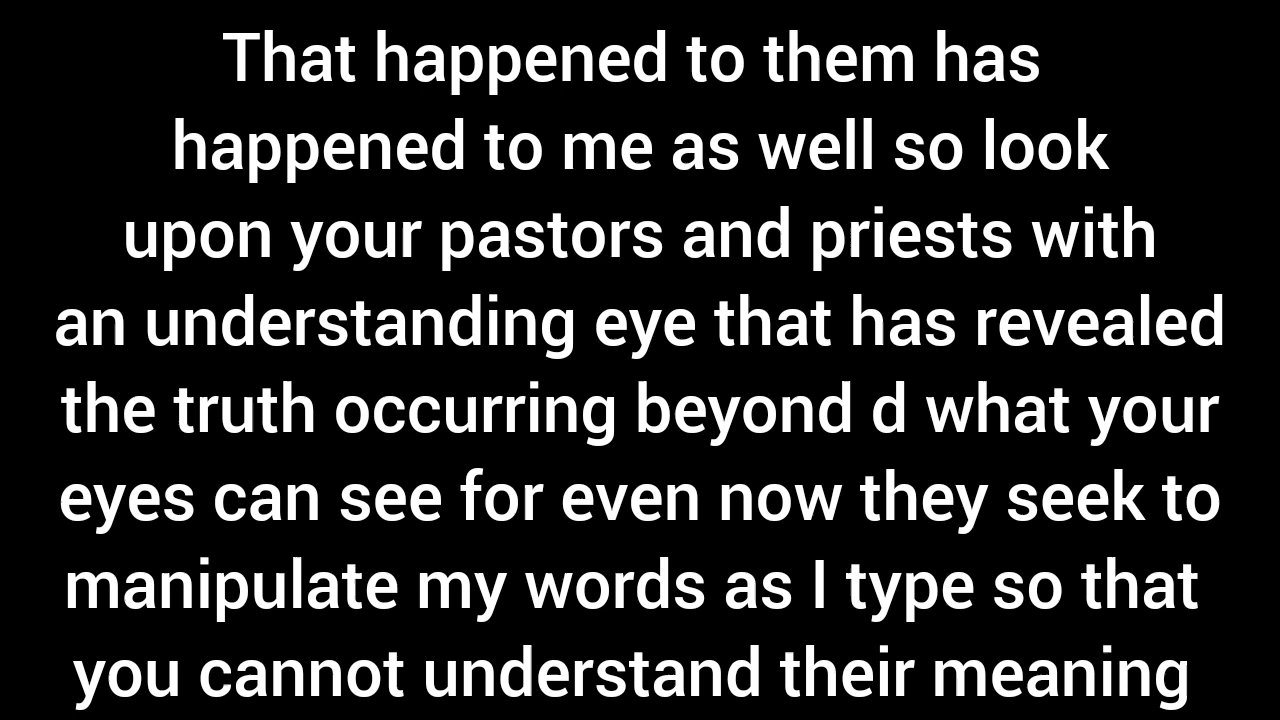 That happened to them has
happened to me as well so look
upon your pastors and priests with
an understanding eye that has revealed
the truth occurring beyond d what your
eyes can see for even now they seek to
manipulate my words as I type so that
you cannot understand their meaning